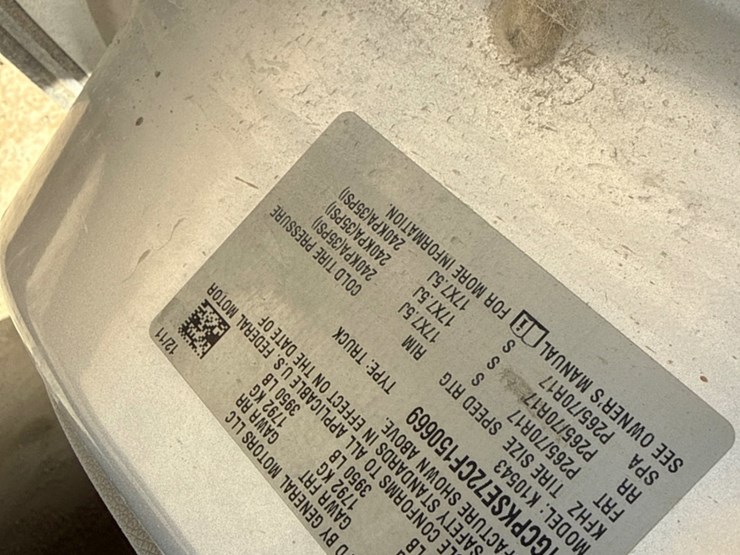 D BY GENERAL MOTORS LLC 12/11
GAWR FRT GAWR RR
1792 KG 1792 KG
LB 3950 LB 3950 LB
LE CONFORMS TO ALL APPLICABLE U.S. FEDERAL MOTOR
SAFETY STANDARDS IN EFFECT ON THE DATE OF
FACTURE SHOWN ABOVE.
1GCPKSE72CF150669 TYPE: TRUCK
MODEL: K10543
KFHZ TIRE SIZE SPEED RTG RIM COLD TIRE PRESSURE
FRT P265/70R17 S 17X7.5J 240KPA(35PSI)
RR P265/70R17 S 17X7.5J 240KPA(35PSI)
SPA P265/70R17 S 17X7.5J 240KPA(35PSI)
SEE OWNER'S MANUAL i FOR MORE INFORMATION